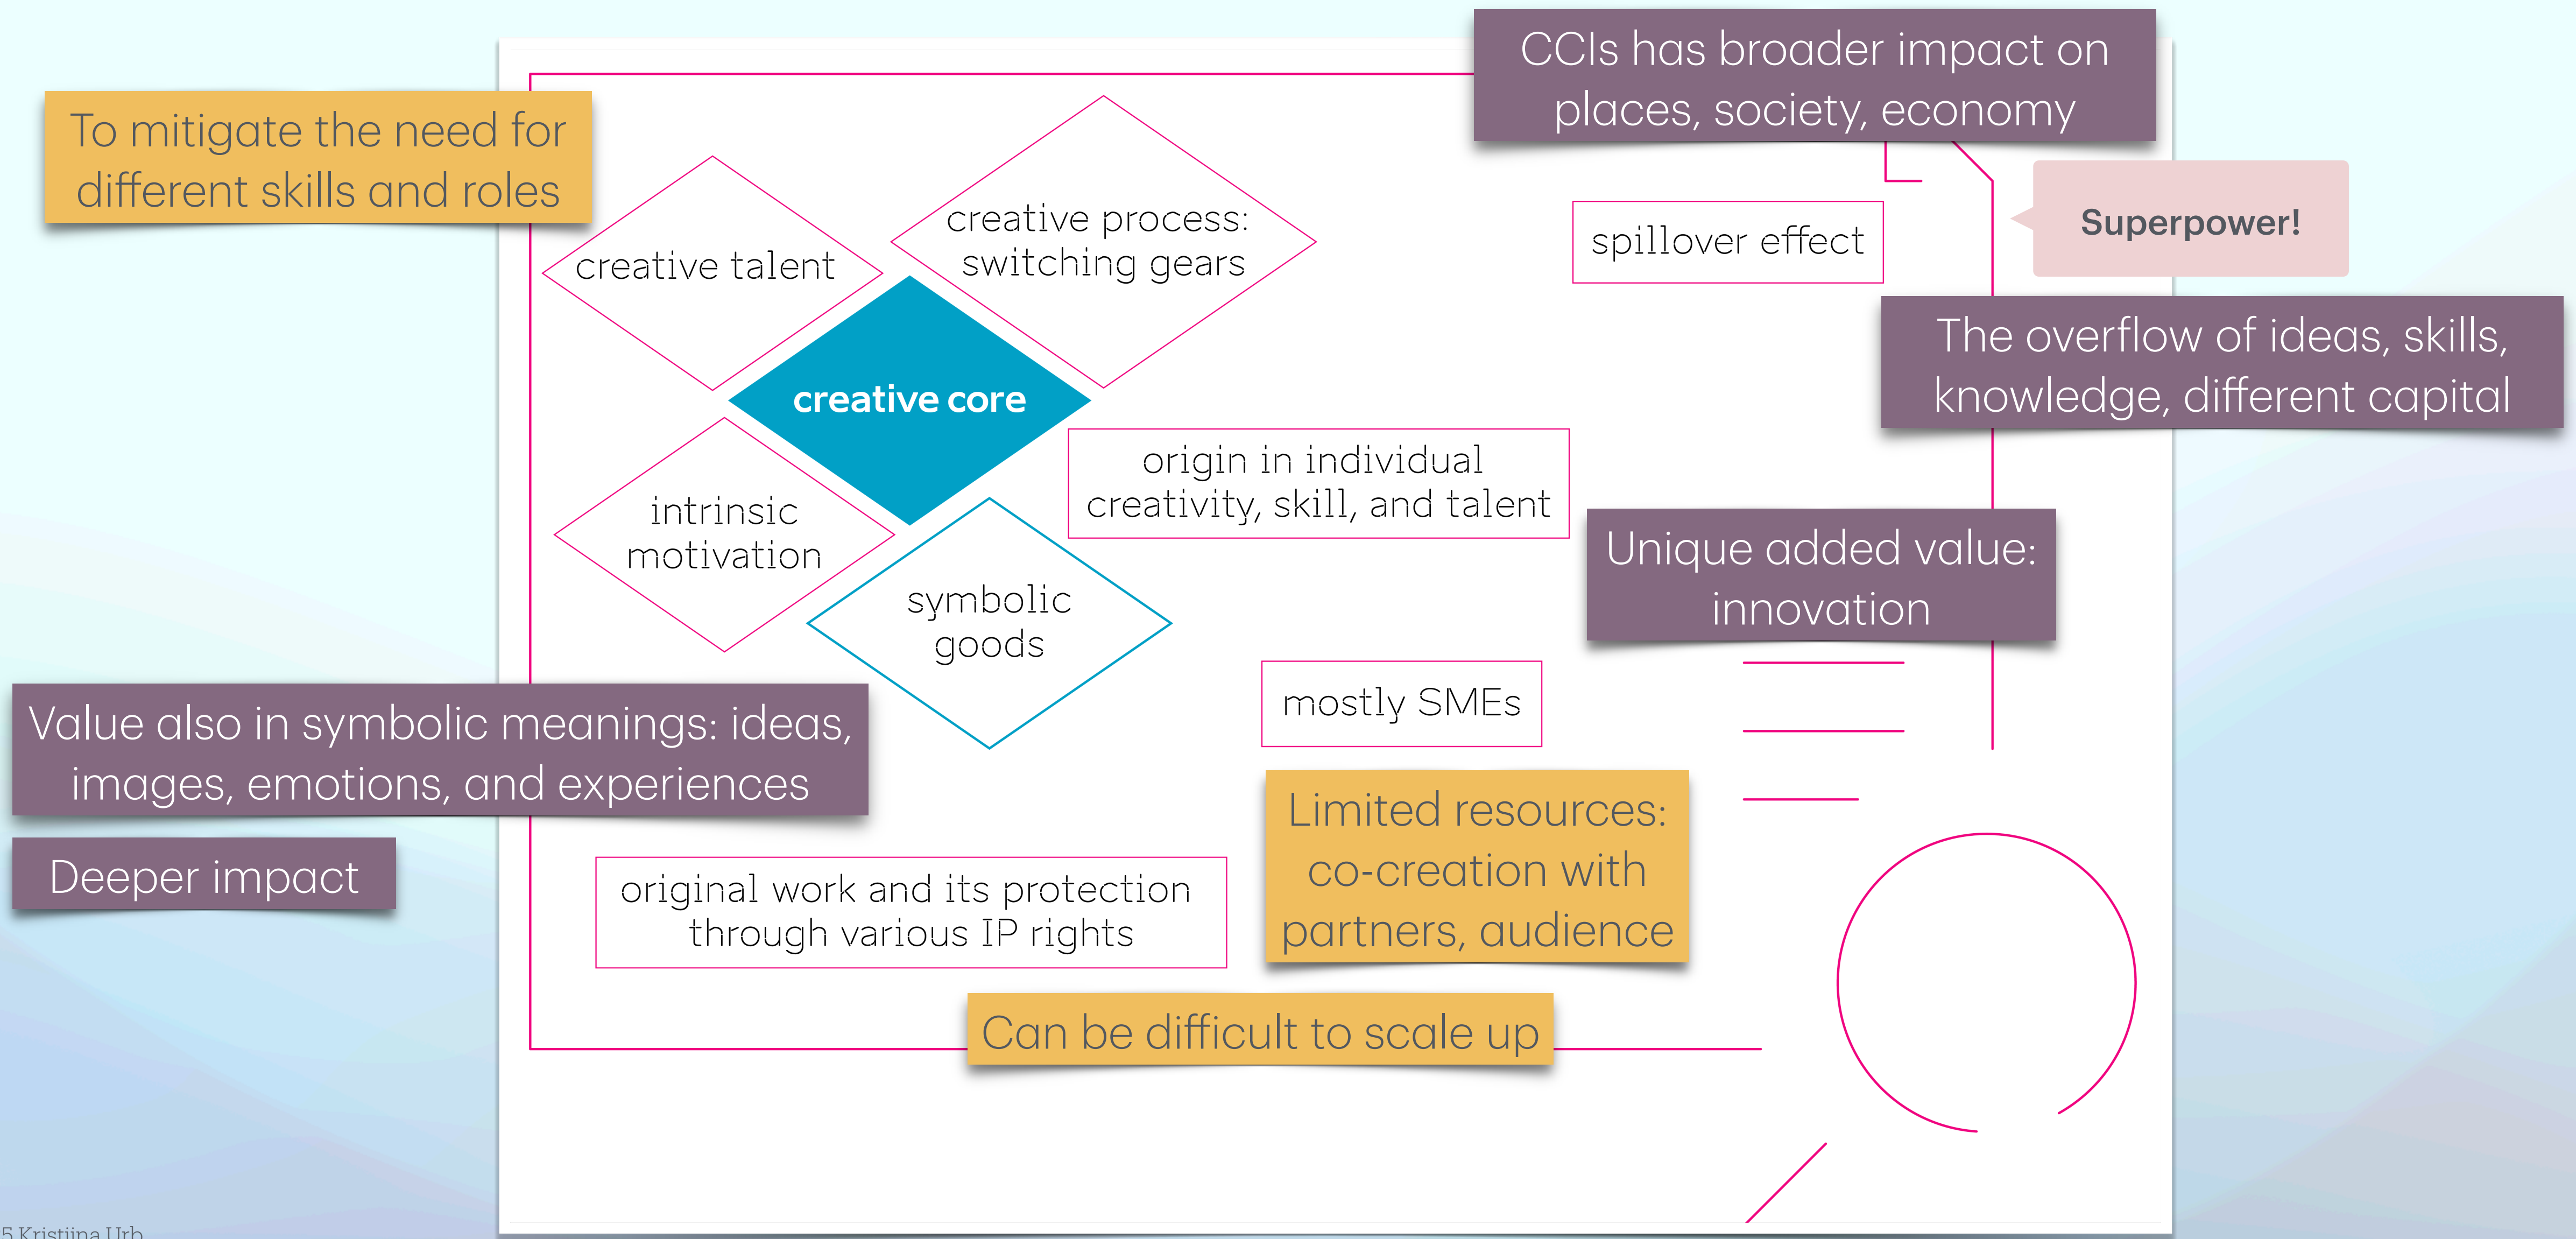 CCIs has broader impact on
places, society, economy
To mitigate the need for
different skills and roles
creative process:
switching gears
creative talent
spillover effect
Superpower!
The overflow of ideas, skills,
knowledge, different capital
creative core
origin in individual
creativity, skill, and talent
intrinsic
motivation
Unique added value:
innovation
symbolic
goods
mostly SMEs
Value also in symbolic meanings: ideas,
images, emotions, and experiences
Limited resources:
co-creation with
partners, audience
Deeper impact
original work and its protection
through various IP rights
Can be difficult to scale up
5 Kristiina Urb